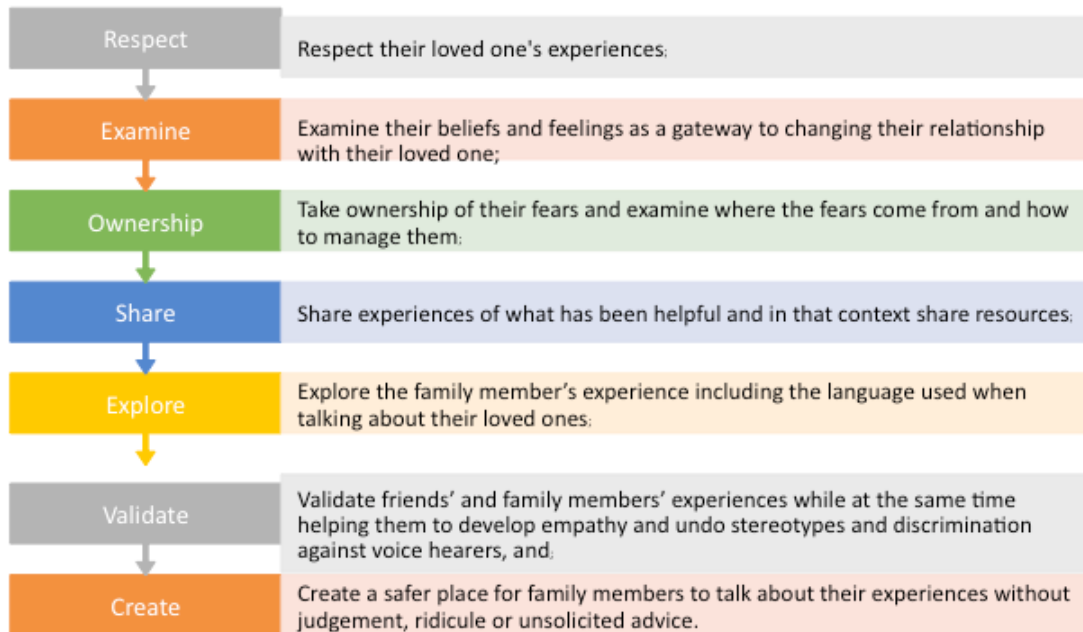 Respect
Respect their loved one's experiences;
Examine
Examine their beliefs and feelings as a gateway to changing their relationship
with their loved one;
Ownership
Take ownership of their fears and examine where the fears come from and how
to manage them;
Share
Share experiences of what has been helpful and in that context share resources;
Explore
Explore the family member’s experience including the language used when
talking about their loved ones;
Validate
Validate friends’ and family members’ experiences while at the same time
helping them to develop empathy and undo stereotypes and discrimination
against voice hearers, and;
Create
Create a safer place for family members to talk about their experiences without
judgement, ridicule or unsolicited advice.